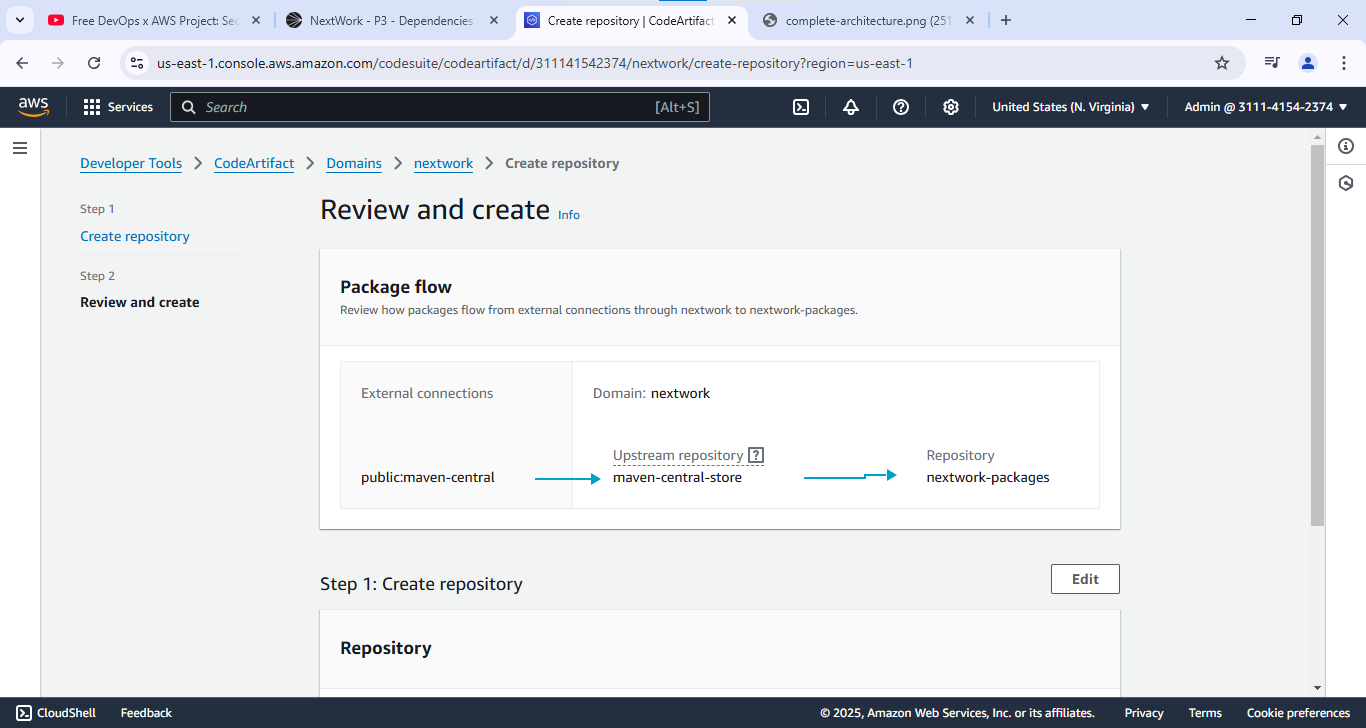 Free DevOps x AWS Project: Sec
NextWork - P3 - Dependencies
Create repository | CodeArtifact
complete-architecture.png (251
us-east-1.console.aws.amazon.com/codesuite/codeartifact/d/311141542374/nextwork/create-repository?region=us-east-1
aws
Services
Search
[Alt+S]
United States (N. Virginia)
Admin @ 3111-4154-2374
Developer Tools
CodeArtifact
Domains
nextwork
Create repository
Step 1
Create repository
Step 2
Review and create
Review and create Info
Package flow
Review how packages flow from external connections through nextwork to nextwork-packages.
External connections
Domain: nextwork
Upstream repository ?
Repository
public:maven-central
maven-central-store
nextwork-packages
Step 1: Create repository
Edit
Repository
CloudShell
Feedback
© 2025, Amazon Web Services, Inc. or its affiliates.
Privacy
Terms
Cookie preferences